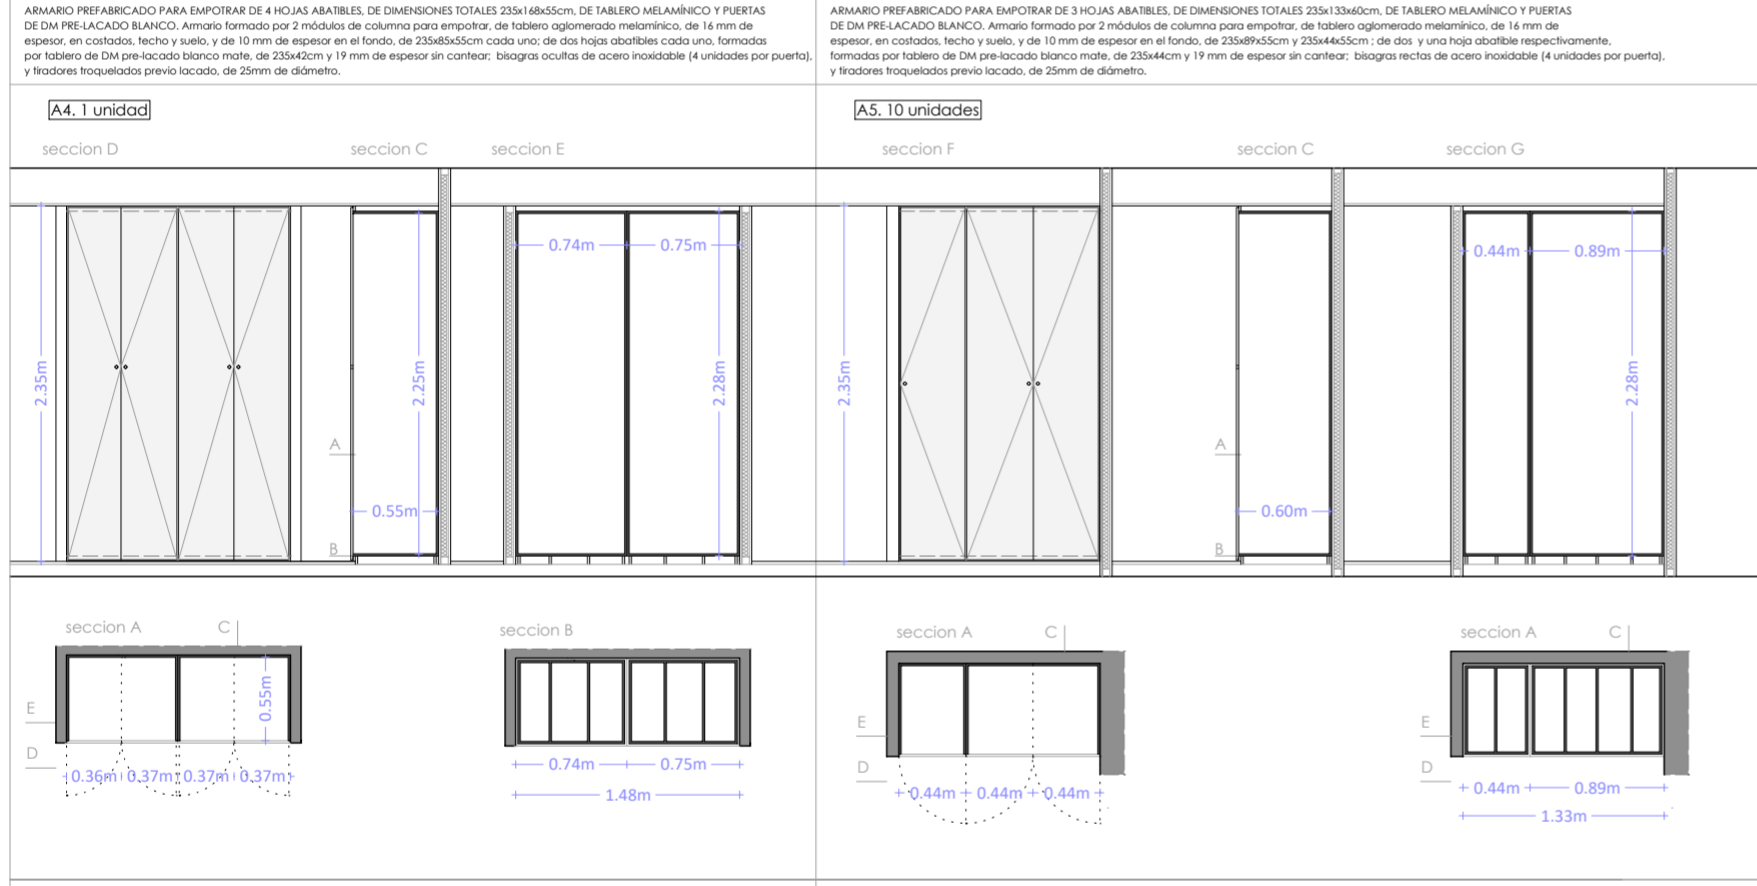 ARMARIO PREFABRICADO PARA EMPOTRAR DE 4 HOJAS ABATIBLES, DE DIMENSIONES TOTALES 235x168x55cm, DE TABLERO MELAMÍNICO Y PUERTAS
DE DM PRE-LACADO BLANCO. Armario formado por 2 módulos de columna para empotrar, de tablero aglomerado melamínico, de 16 mm de
espesor, en costados, techo y suelo, y de 10 mm de espesor en el fondo, de 235x85x55cm cada uno; de dos hojas abatibles cada uno, formadas
por tablero de DM pre-lacado blanco mate, de 235x42cm y 19 mm de espesor sin cantear; bisagras ocultas de acero inoxidable (4 unidades por puerta),
y tiradores troquelados previo lacado, de 25mm de diámetro.
A4. 1 unidad
seccion D
seccion C
seccion E
2.35m
2.25m
0.74m
0.75m
2.28m
A
0.55m
B
seccion A
C
seccion B
0.55m
E
D
0.36m
0.37m
0.37m
0.37m
0.74m
0.75m
1.48m
ARMARIO PREFABRICADO PARA EMPOTRAR DE 3 HOJAS ABATIBLES, DE DIMENSIONES TOTALES 235x133x60cm, DE TABLERO MELAMÍNICO Y PUERTAS
DE DM PRE-LACADO BLANCO. Armario formado por 2 módulos de columna para empotrar, de tablero aglomerado melamínico, de 16 mm de
espesor, en costados, techo y suelo, y de 10 mm de espesor en el fondo, de 235x89x55cm y 235x44x55cm ; de dos y una hoja abatible respectivamente,
formadas por tablero de DM pre-lacado blanco mate, de 235x44cm y 19 mm de espesor sin cantear; bisagras rectas de acero inoxidable (4 unidades por puerta),
y tiradores troquelados previo lacado, de 25mm de diámetro.
A5. 10 unidades
seccion F
seccion C
seccion G
2.35m
0.44m
0.89m
2.28m
A
0.60m
B
seccion A
C
seccion A
C
E
D
E
D
0.44m
0.44m
0.44m
0.44m
0.89m
1.33m